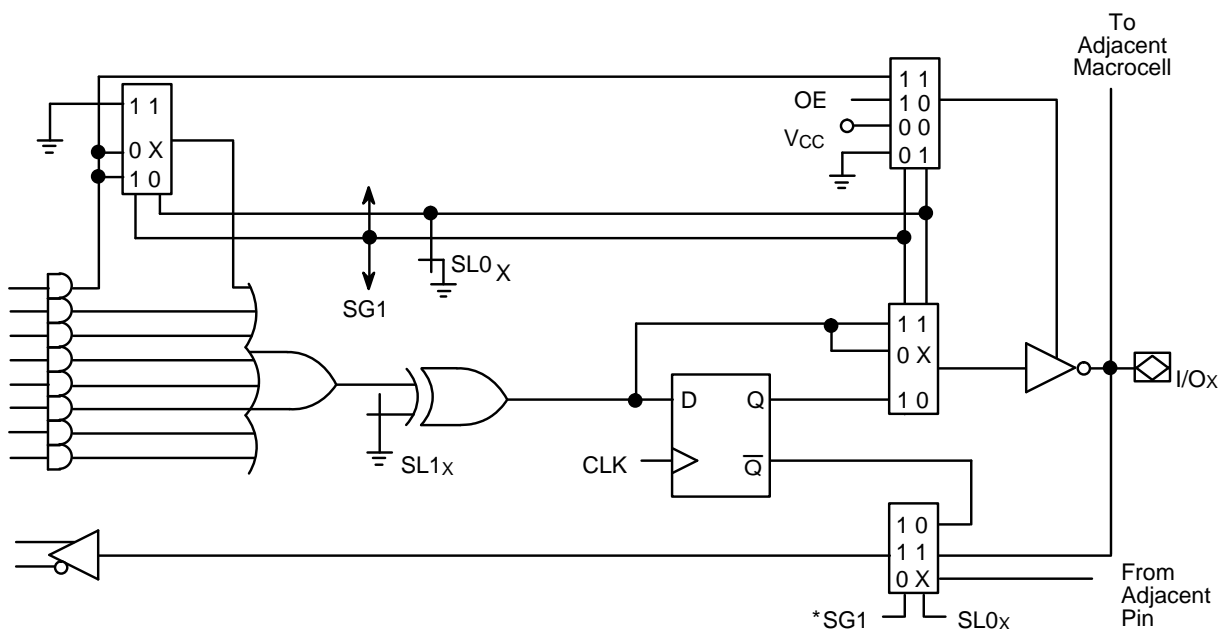 To
Adjacent
Macrocell
1 1
0 X
1 0
OE
VCC
1 1
1 0
0 0
0 1
SG1
SL0X
1 1
0 X
1 0
I/OX
SL1X
D Q
CLK
Q̅
1 0
1 1
0 X
*SG1
SL0X
From
Adjacent
Pin